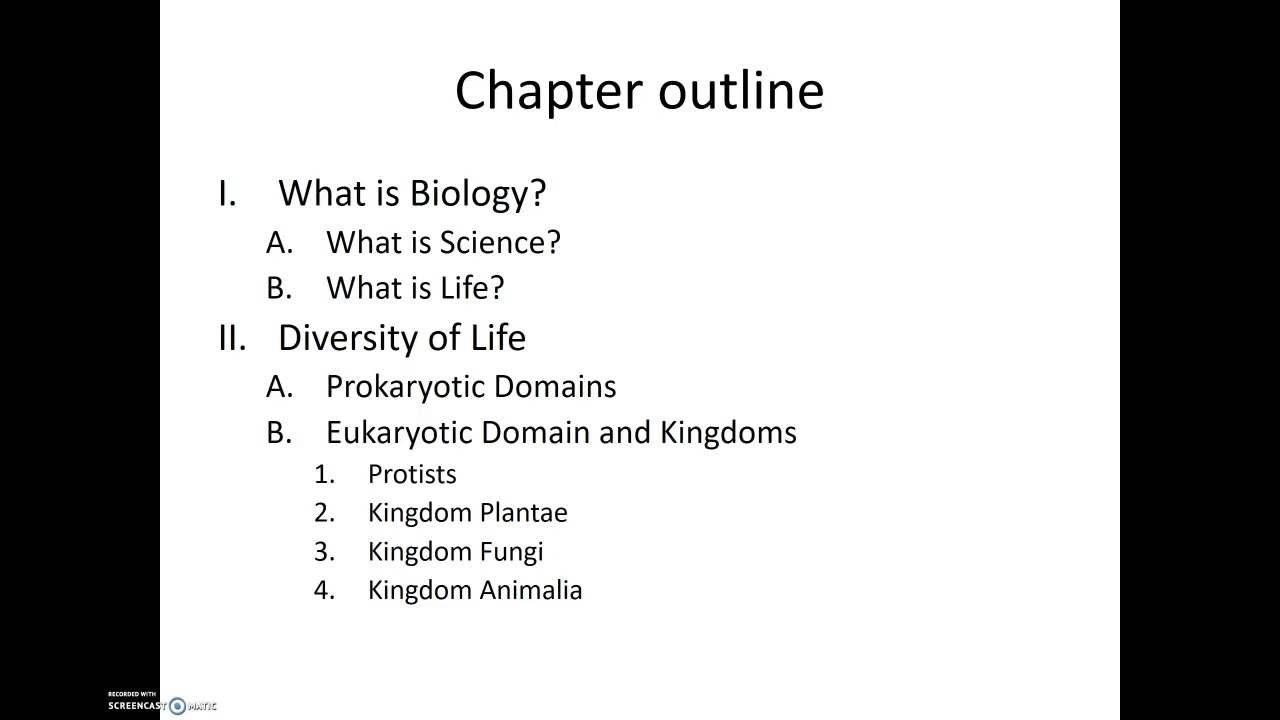 Chapter outline
I. What is Biology?
A. What is Science?
B. What is Life?
II. Diversity of Life
A. Prokaryotic Domains
B. Eukaryotic Domain and Kingdoms
1. Protists
2. Kingdom Plantae
3. Kingdom Fungi
4. Kingdom Animalia
RECORDED WITH
SCREENCAST MATIC